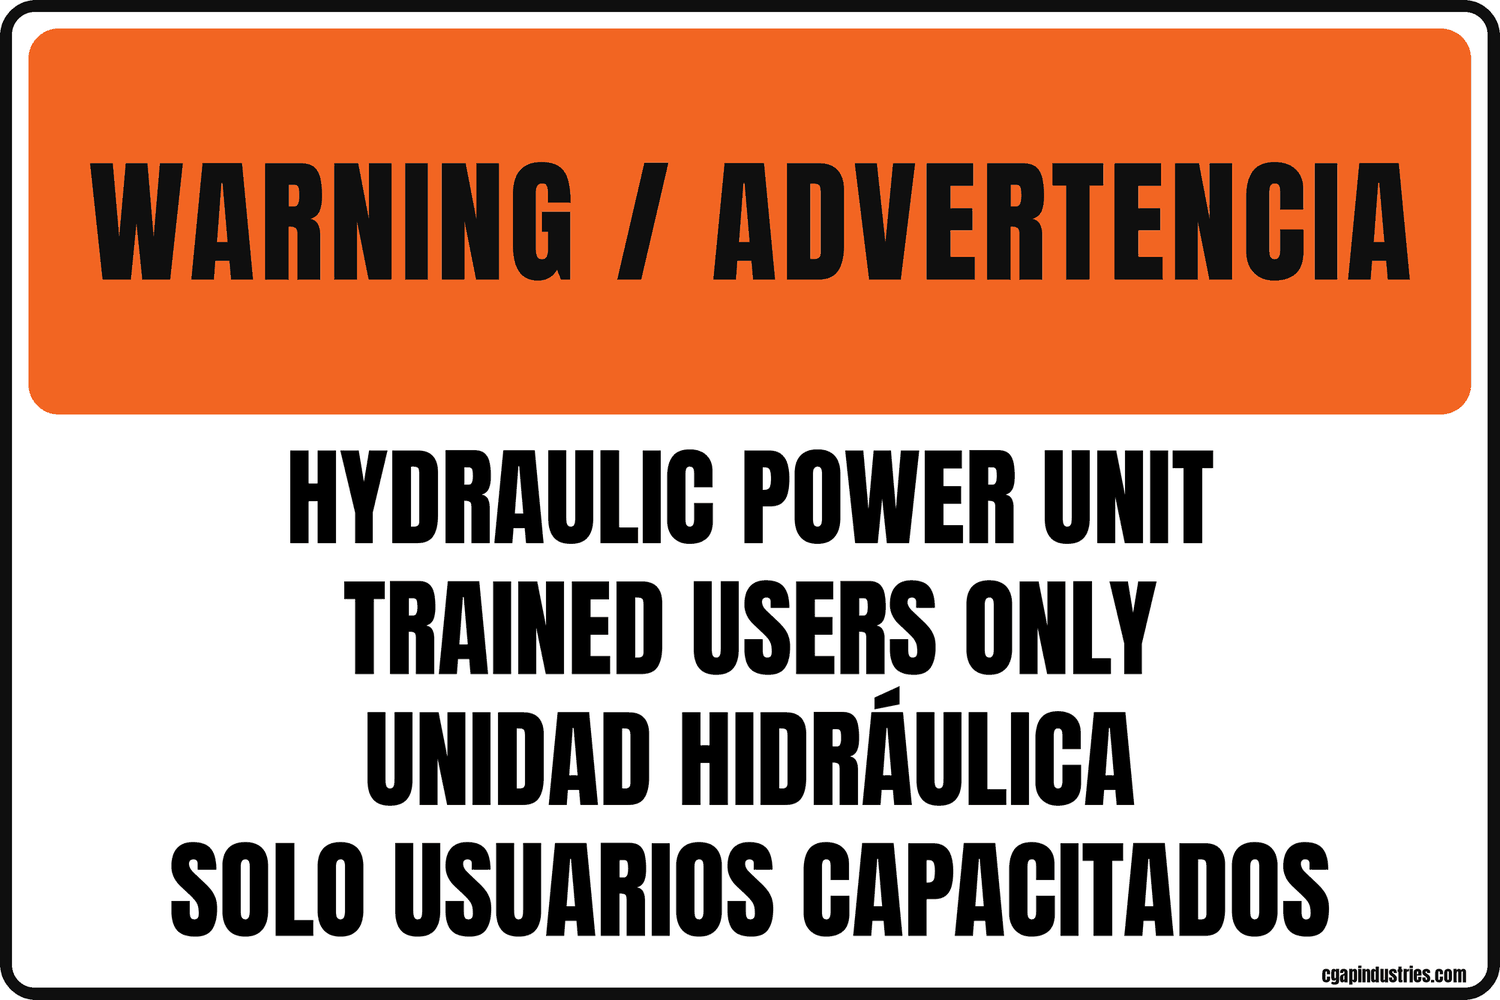 WARNING / ADVERTENCIA
HYDRAULIC POWER UNIT
TRAINED USERS ONLY
UNIDAD HIDRÁULICA
SOLO USUARIOS CAPACITADOS
cgapindustries.com